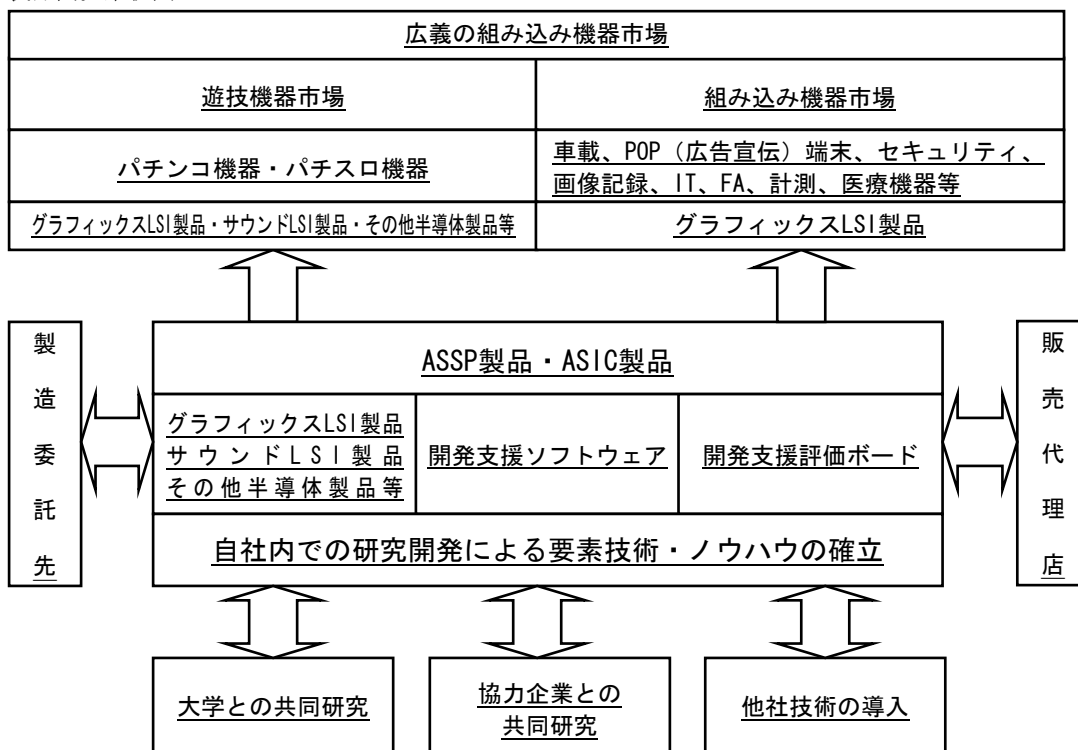 広義の組み込み機器市場
遊技機器市場
組み込み機器市場
パチンコ機器・パチスロ機器
車載、POP（広告宣伝）端末、セキュリティ、
画像記録、IT、FA、計測、医療機器等
グラフィックスLSI製品・サウンドLSI製品・その他半導体製品等
グラフィックスLSI製品
製造委託先
ASSP製品・ASIC製品
グラフィックスLSI製品
サウンドLSI製品
その他半導体製品等
開発支援ソフトウェア
開発支援評価ボード
自社内での研究開発による要素技術・ノウハウの確立
販売代理店
大学との共同研究
協力企業との
共同研究
他社技術の導入